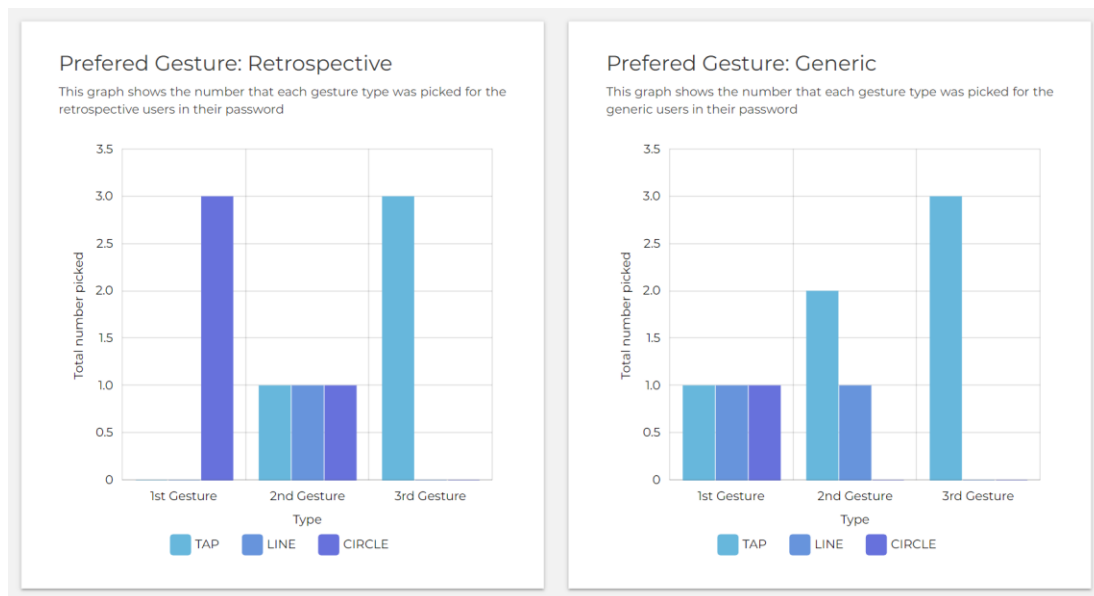 Prefered Gesture: Retrospective
This graph shows the number that each gesture type was picked for the
retrospective users in their password
3.5
3.0
2.5
2.0
1.5
1.0
0.5
0
Total number picked
1st Gesture
2nd Gesture
3rd Gesture
Type
TAP
LINE
CIRCLE
Prefered Gesture: Generic
This graph shows the number that each gesture type was picked for the
generic users in their password
3.5
3.0
2.5
2.0
1.5
1.0
0.5
0
Total number picked
1st Gesture
2nd Gesture
3rd Gesture
Type
TAP
LINE
CIRCLE